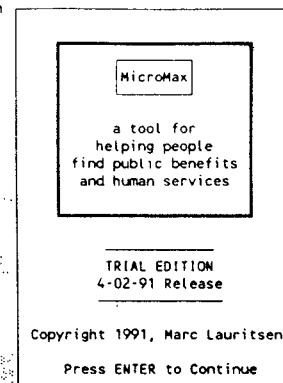 MicroMax
a tool for
helping people
find public benefits
and human services
TRIAL EDITION
4-02-91 Release
Copyright 1991, Marc Lauritsen
Press ENTER to Continue